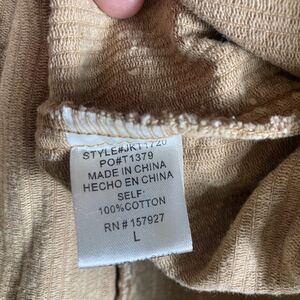 STYLE#JKT1720
PO#T1379
MADE IN CHINA
HECHO EN CHINA
SELF:
100%COTTON
RN # 157927
L